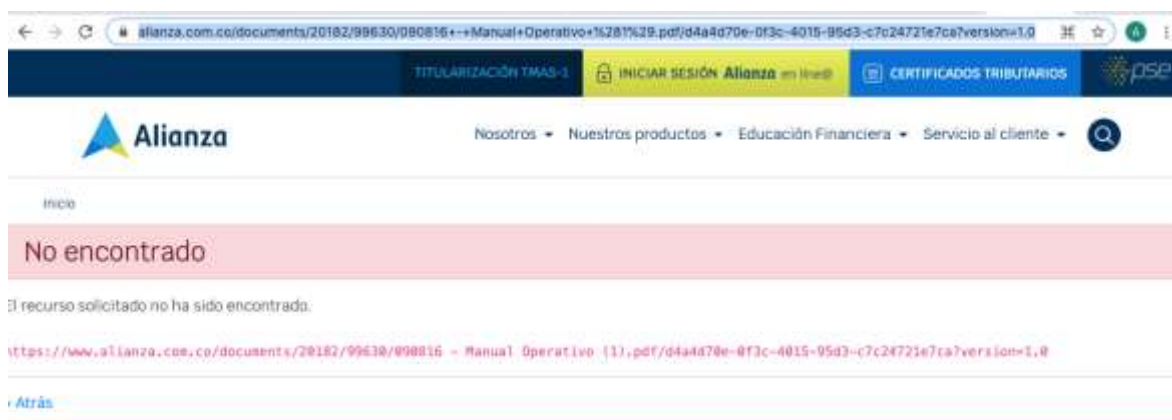 alianza.com.co/documents/20182/99630/090816+-+Manual+Operativo+%281%29.pdf/d4a4d70e-0f3c-4015-95d3-c7c24721e7ca?version=1.0
TITULARIZACIÓN TMAS-1 INICIAR SESIÓN Alianza en líne@ CERTIFICADOS TRIBUTARIOS pse
Alianza Nosotros Nuestros productos Educación Financiera Servicio al cliente
Inicio
No encontrado
El recurso solicitado no ha sido encontrado.
https://www.alianza.com.co/documents/20182/99630/090816 - Manual Operativo (1).pdf/d4a4d70e-0f3c-4015-95d3-c7c24721e7ca?version=1.0
Atrás